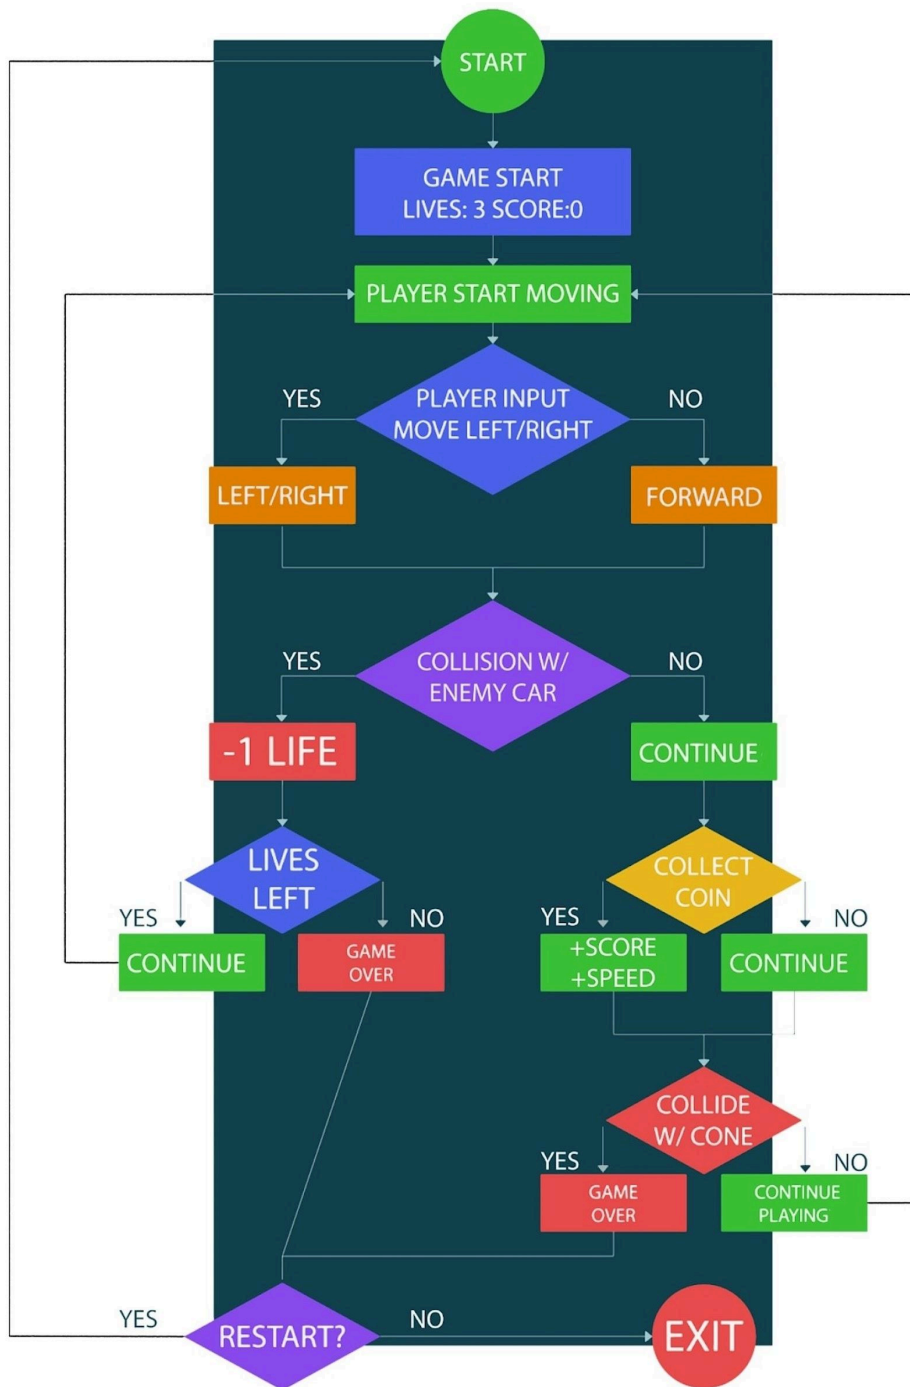 START
GAME START
LIVES: 3 SCORE:0
PLAYER START MOVING
YES
PLAYER INPUT
MOVE LEFT/RIGHT
NO
LEFT/RIGHT
FORWARD
YES
COLLISION W/
ENEMY CAR
NO
-1 LIFE
CONTINUE
LIVES
LEFT
COLLECT
COIN
YES
NO
YES
NO
CONTINUE
GAME
OVER
+SCORE
+SPEED
CONTINUE
COLLIDE
W/ CONE
YES
NO
GAME
OVER
CONTINUE
PLAYING
YES
RESTART?
NO
EXIT